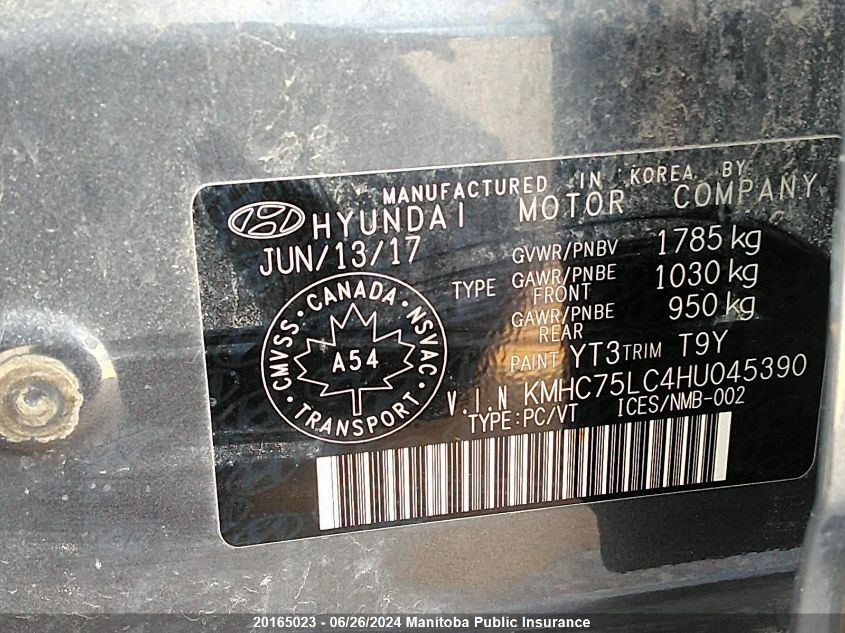 MANUFACTURED IN KOREA BY
HYUNDAI MOTOR COMPANY
JUN/13/17
GVWR/PNBV 1785 kg
TYPE GAWR/PNBE FRONT 1030 kg
GAWR/PNBE REAR 950 kg
PAINT YT3 TRIM T9Y
V.I.N KMHC75LC4HU045390
TYPE:PC/VT ICES/NMB-002
CMVSS · CANADA · NSVAC
A54
· TRANSPORT ·
20165023 - 06/26/2024 Manitoba Public Insurance